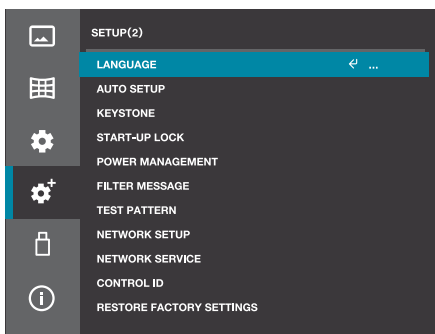 SETUP(2)
LANGUAGE ...
AUTO SETUP
KEYSTONE
START-UP LOCK
POWER MANAGEMENT
FILTER MESSAGE
TEST PATTERN
NETWORK SETUP
NETWORK SERVICE
CONTROL ID
RESTORE FACTORY SETTINGS